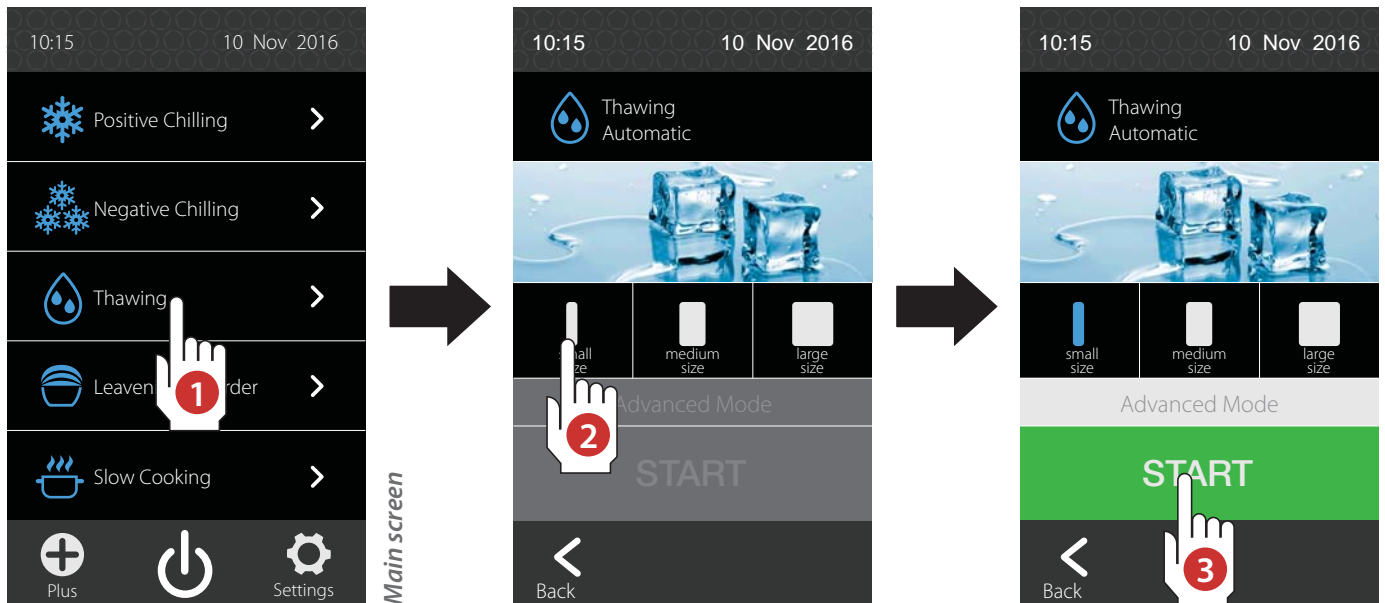 10:15 10 Nov 2016
Positive Chilling
Negative Chilling
Thawing
Leaven rder
1
Slow Cooking
Plus
Settings
Main screen
10:15 10 Nov 2016
Thawing
Automatic
medium
size
large
size
Advanced Mode
2
START
Back
10:15 10 Nov 2016
Thawing
Automatic
small
size
medium
size
large
size
Advanced Mode
START
3
Back